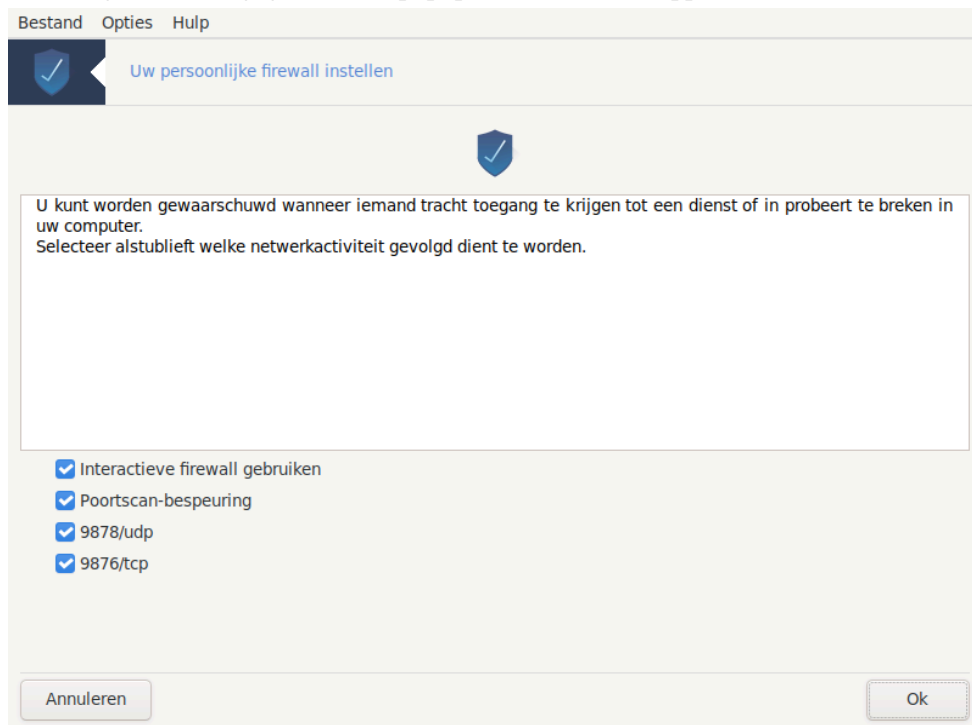 Bestand Opties Hulp
Uw persoonlijke firewall instellen
U kunt worden gewaarschuwd wanneer iemand tracht toegang te krijgen tot een dienst of in probeert te breken in
uw computer.
Selecteer alstublieft welke netwerkactiviteit gevolgd dient te worden.
Interactieve firewall gebruiken
Poortscan-bespeuring
9878/udp
9876/tcp
Annuleren Ok